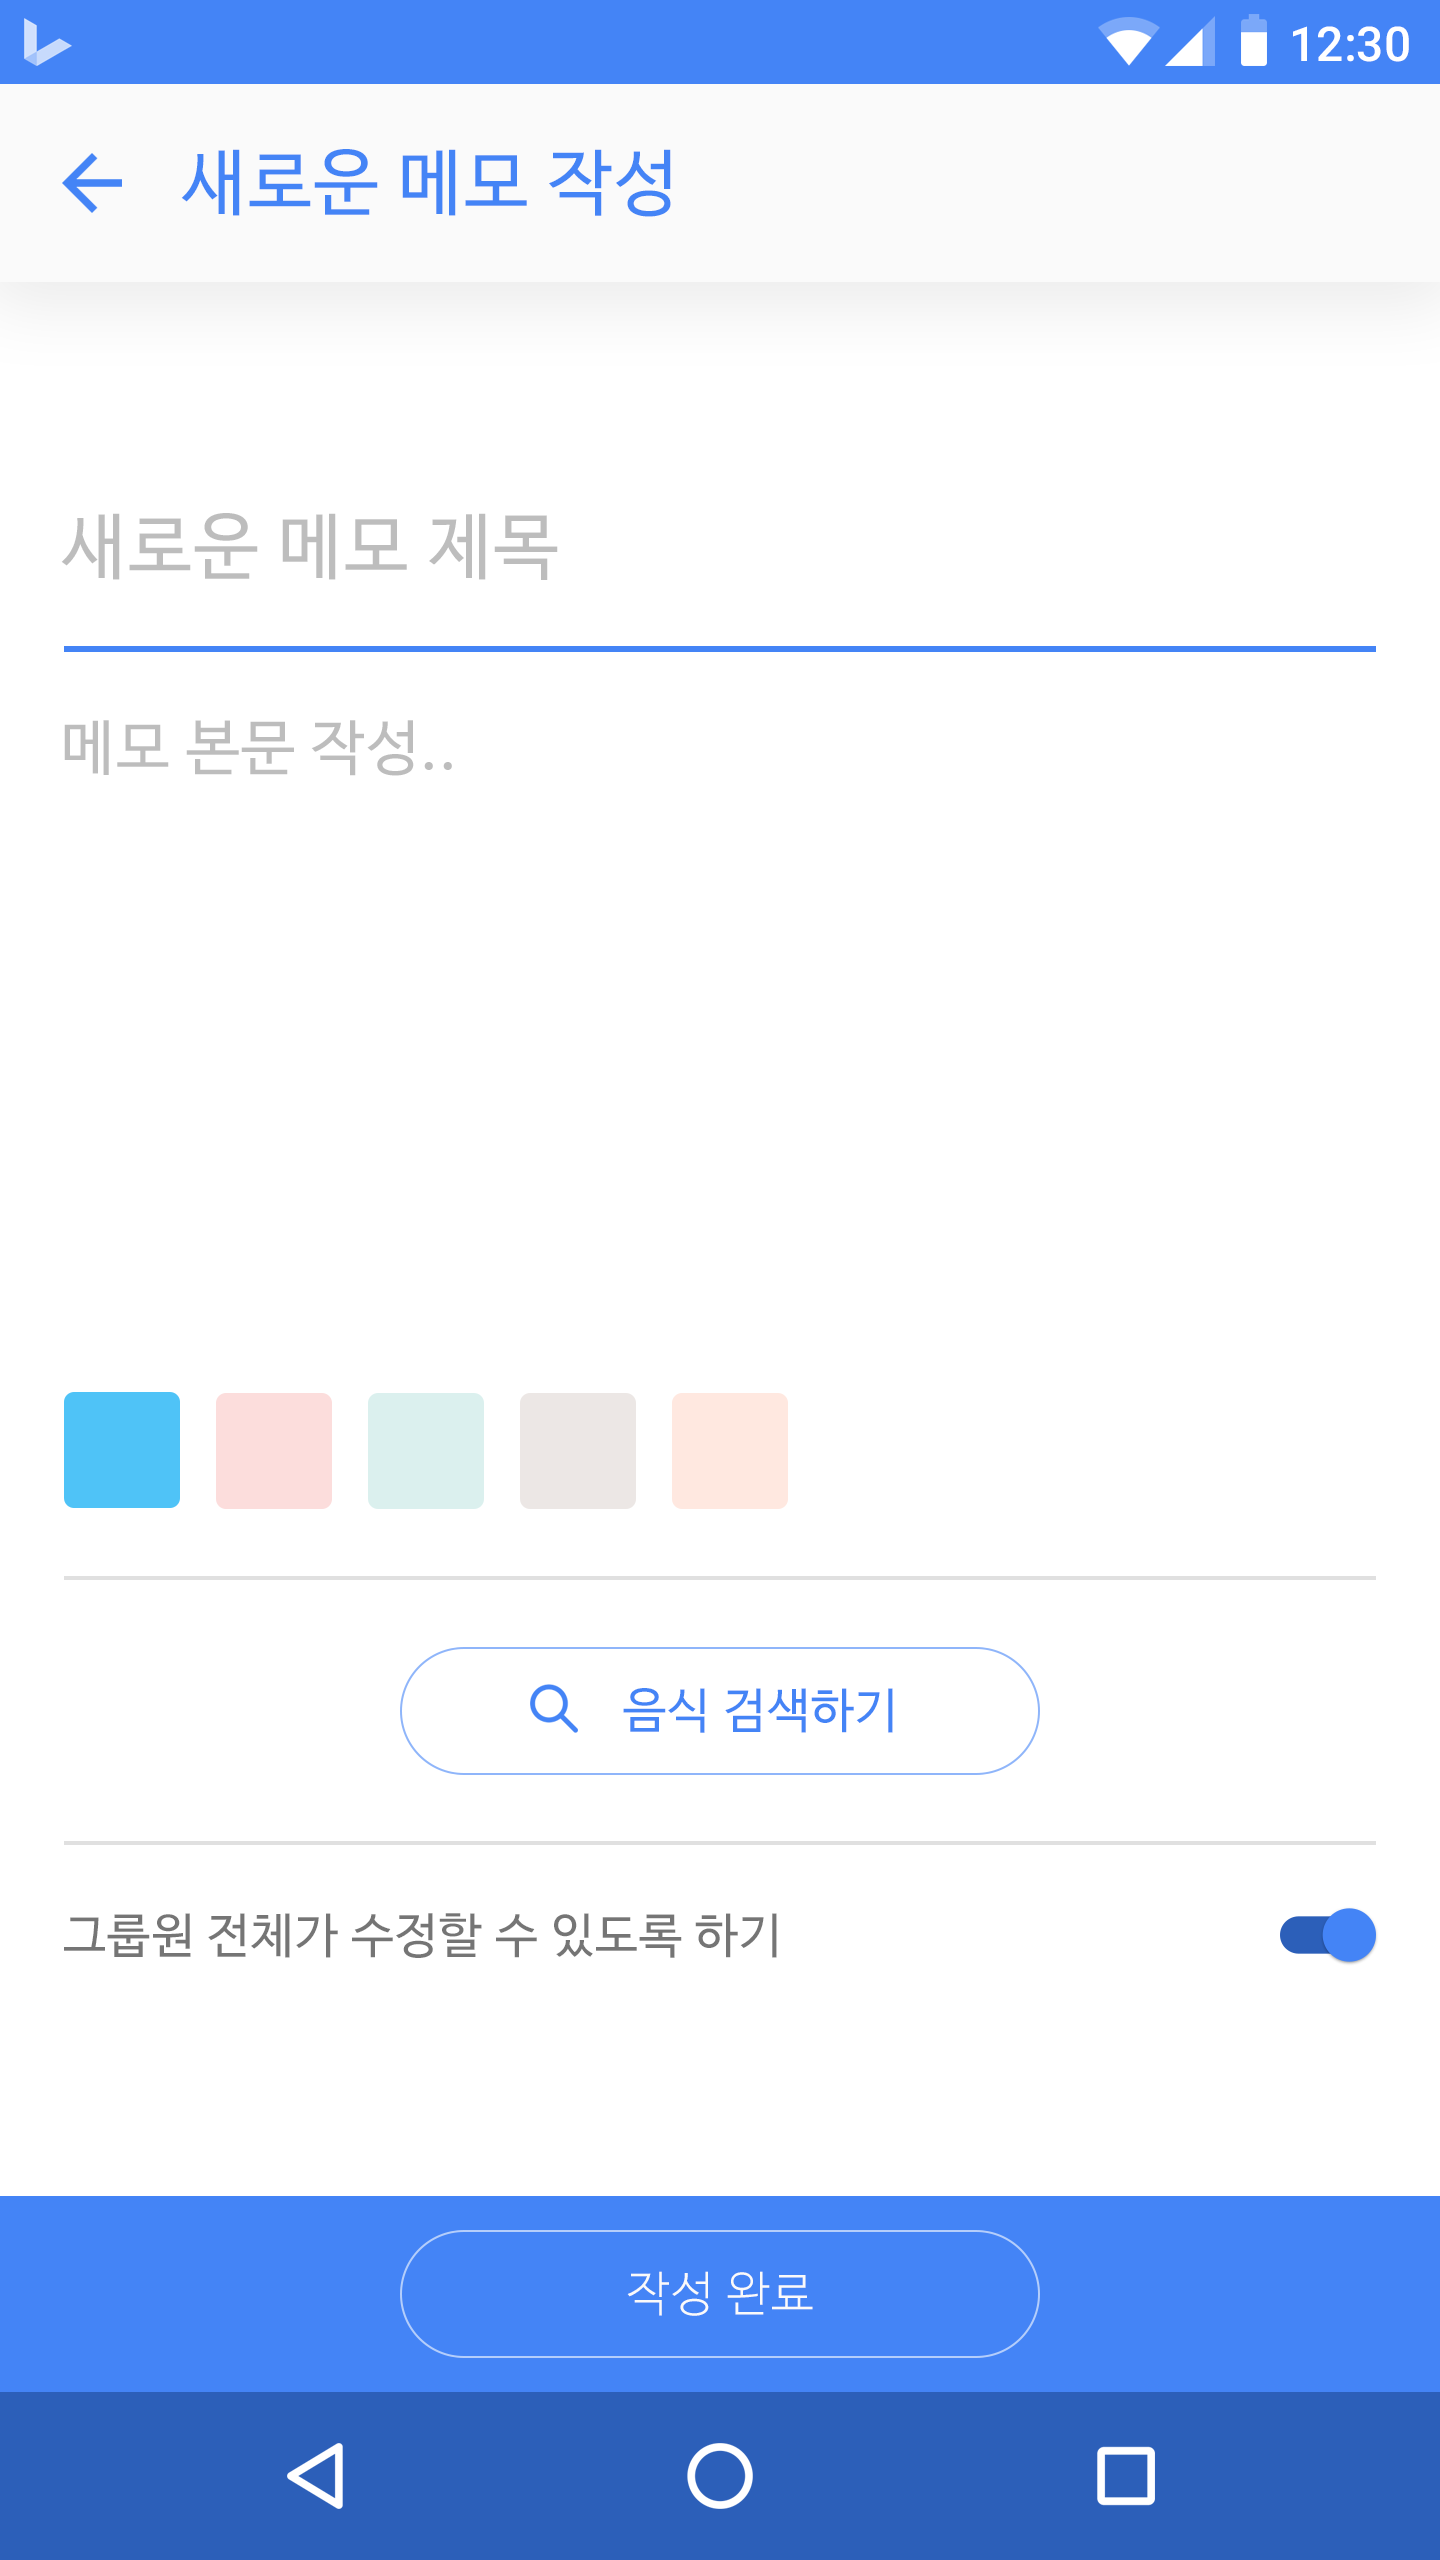 12:30
새로운 메모 작성
새로운 메모 제목
메모 본문 작성..
음식 검색하기
그룹원 전체가 수정할 수 있도록 하기
작성 완료